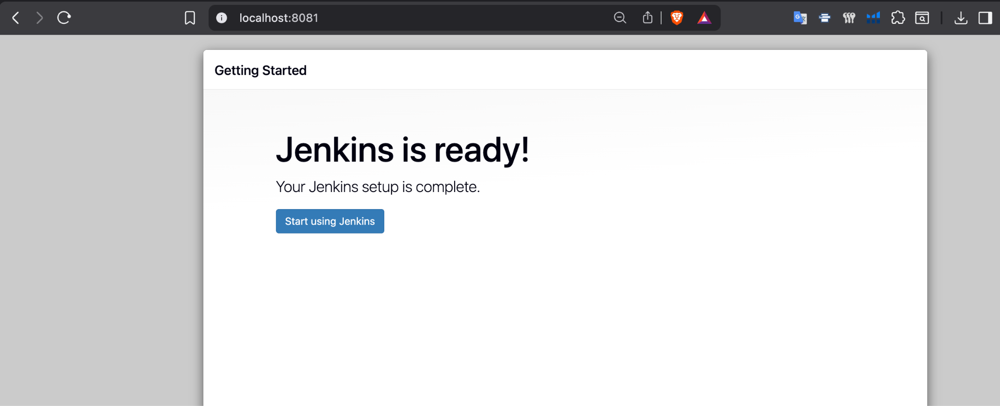 localhost:8081
Getting Started
Jenkins is ready!
Your Jenkins setup is complete.
Start using Jenkins